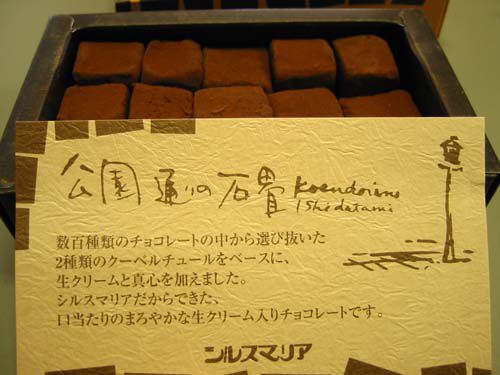 公園通りの石畳 Koendorino
Ishidatami
数百種類のチョコレートの中から選び抜いた
2種類のクーベルチュールをベースに、
生クリームと真心を加えました。
シルスマリアだからできた、
口当たりのまろやかな生クリーム入りチョコレートです。
シルスマリア